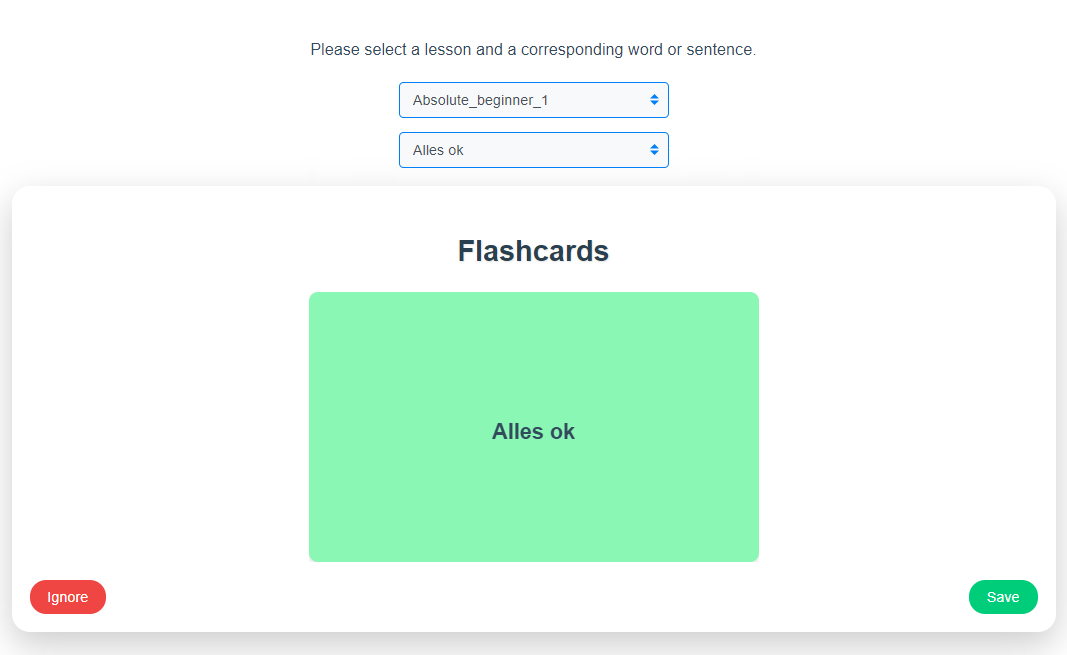 Please select a lesson and a corresponding word or sentence.
Absolute_beginner_1
Alles ok
Flashcards
Alles ok
Ignore
Save